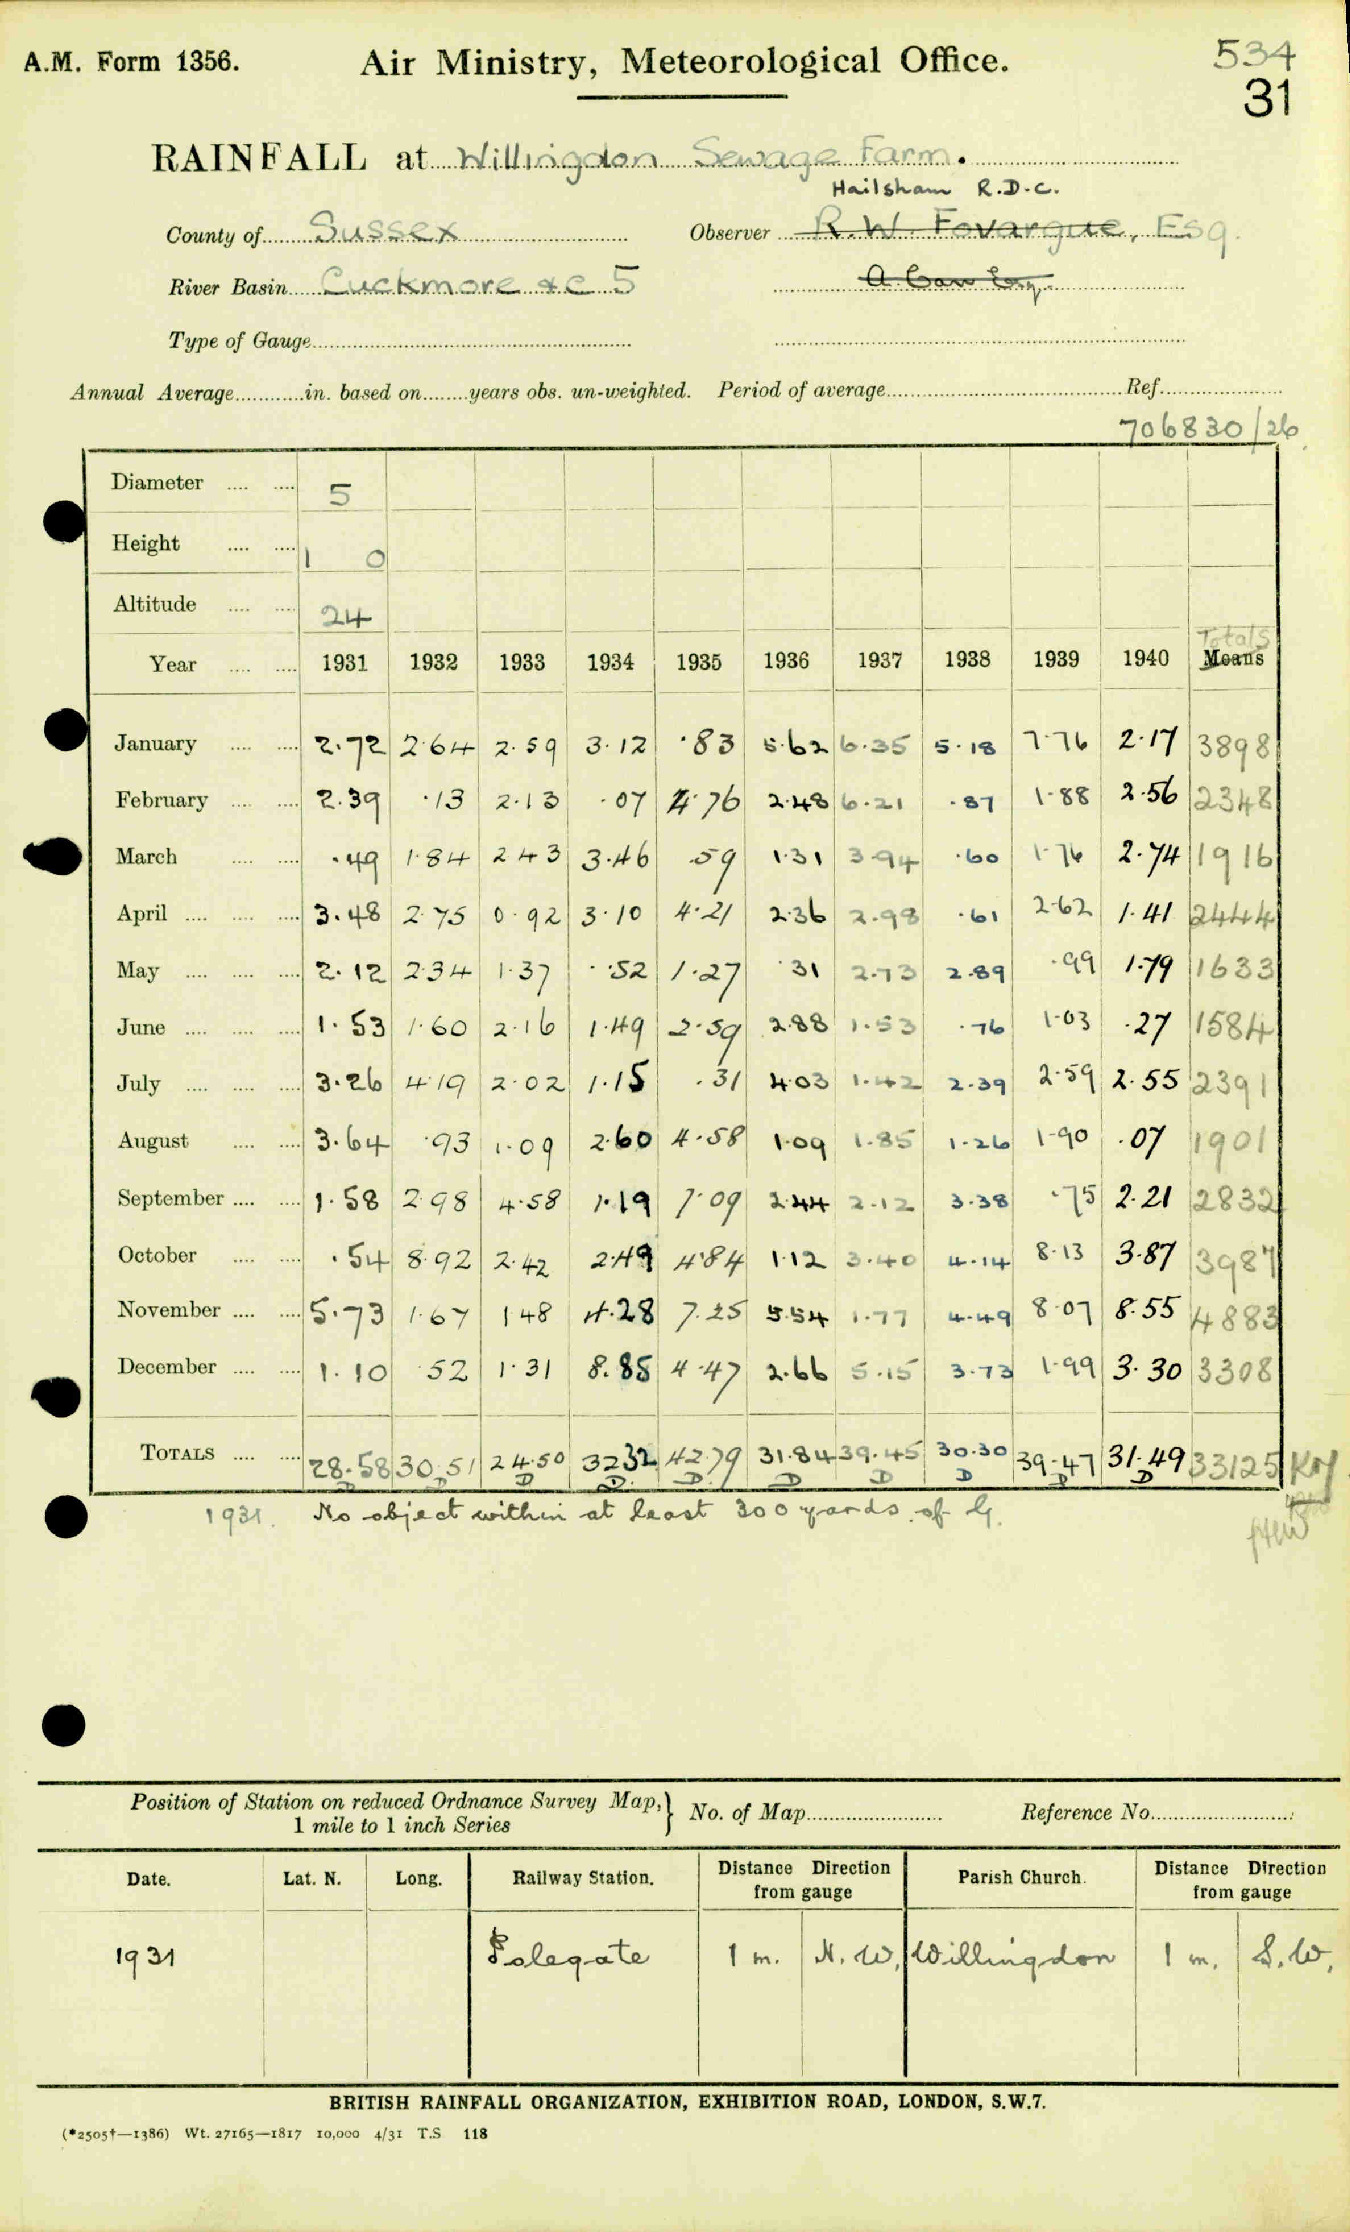 A.M. Form 1356. Air Ministry, Meteorological Office. 534
31
RAINFALL at Willingdon Sewage Farm.
Hailsham R.D.C.
County of Sussex Observer R.W. Fovargue, Esq.
River Basin Cuckmore &c 5 A Caw Esq.
Type of Gauge
Annual Average in. based on years obs. un-weighted. Period of average Ref.
706830/26
Diameter 5
Height 1 0
Altitude 24
Totals
Year 1931 1932 1933 1934 1935 1936 1937 1938 1939 1940 Means
January 2.72 2.64 2.59 3.12 .83 5.62 6.35 5.18 7.76 2.17 3898
February 2.39 .13 2.13 .07 4.76 2.48 6.21 .87 1.88 2.56 2348
March .49 1.84 2 43 3.46 .59 1.31 3.94 .60 1.76 2.74 1916
April 3.48 2.75 0.92 3.10 4.21 2.36 2.98 .61 2.62 1.41 2444
May 2.12 2.34 1.37 .52 1.27 .31 2.73 2.89 .99 1.79 1633
June 1.53 1.60 2.16 1.49 2.59 2.88 1.53 .76 1.03 .27 1584
July 3.26 4.19 2.02 1.15 .31 4.03 1.42 2.39 2.59 2.55 2391
August 3.64 .93 1.09 2.60 4.58 1.09 1.85 1.26 1.90 .07 1901
September 1.58 2.98 4.58 1.19 7.09 2.44 2.12 3.38 .75 2.21 2832
October .54 8.92 2.42 2.49 4.84 1.12 3.40 4.14 8.13 3.87 3987
November 5.73 1.67 1 48 4.28 7.25 5.54 1.77 4.49 8.07 8.55 4883
December 1.10 .52 1.31 8.85 4.47 2.66 5.15 3.73 1.99 3.30 3308
TOTALS 28.58 30.51 24.50 32 32 42.79 31.84 39.45 30.30 39.47 31.49 33125
D D D D D D D D D D
1931. No object within at least 300 yards of G.
Position of Station on reduced Ordnance Survey Map, 1 mile to 1 inch Series } No. of Map Reference No.
Date. Lat. N. Long. Railway Station. Distance Direction from gauge Parish Church. Distance Direction from gauge
1931 Polegate 1 m. N.W. Willingdon 1 m. S.W.
BRITISH RAINFALL ORGANIZATION, EXHIBITION ROAD, LONDON, S.W.7.
(*2505†—1386) Wt. 27165—1817 10,000 4/31 T.S 118